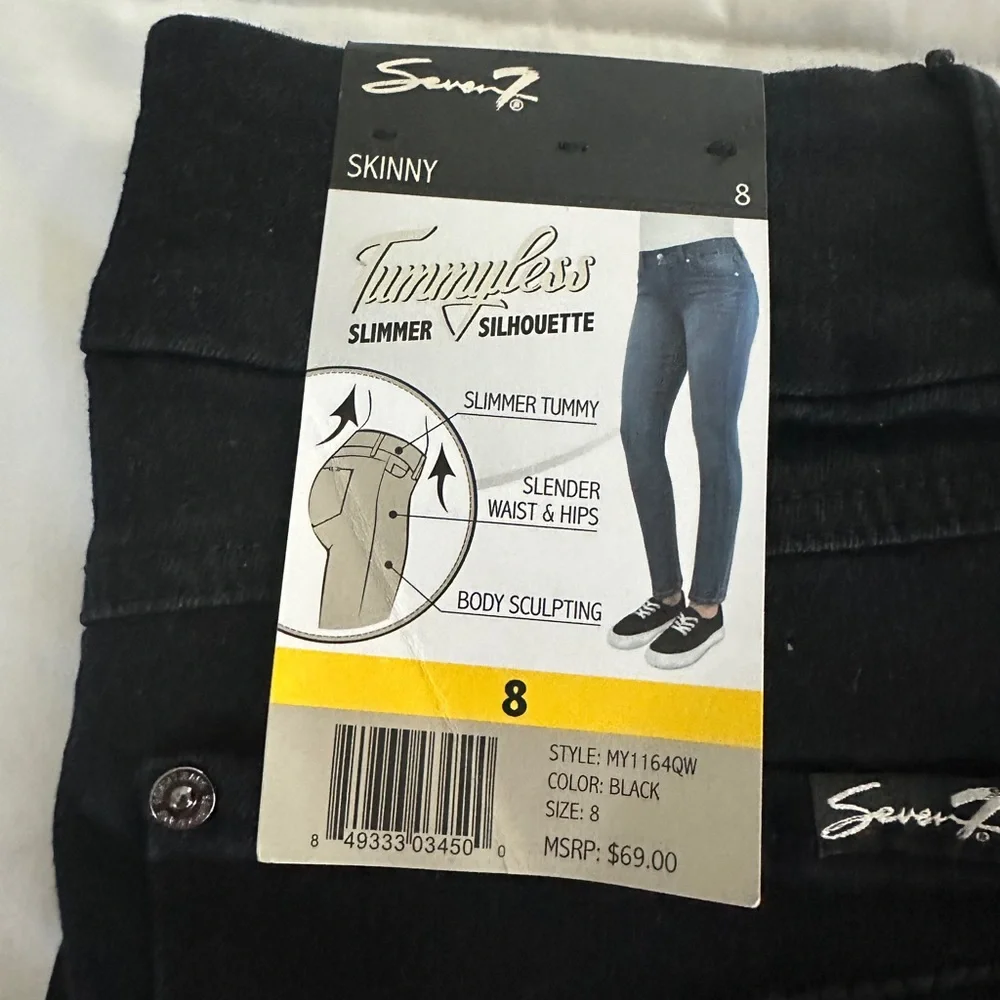 Seven7®
SKINNY
8
Tummyless
SLIMMER SILHOUETTE
SLIMMER TUMMY
SLENDER
WAIST & HIPS
BODY SCULPTING
8
STYLE: MY1164QW
COLOR: BLACK
SIZE: 8
MSRP: $69.00
8 49333 03450 0
Seven7